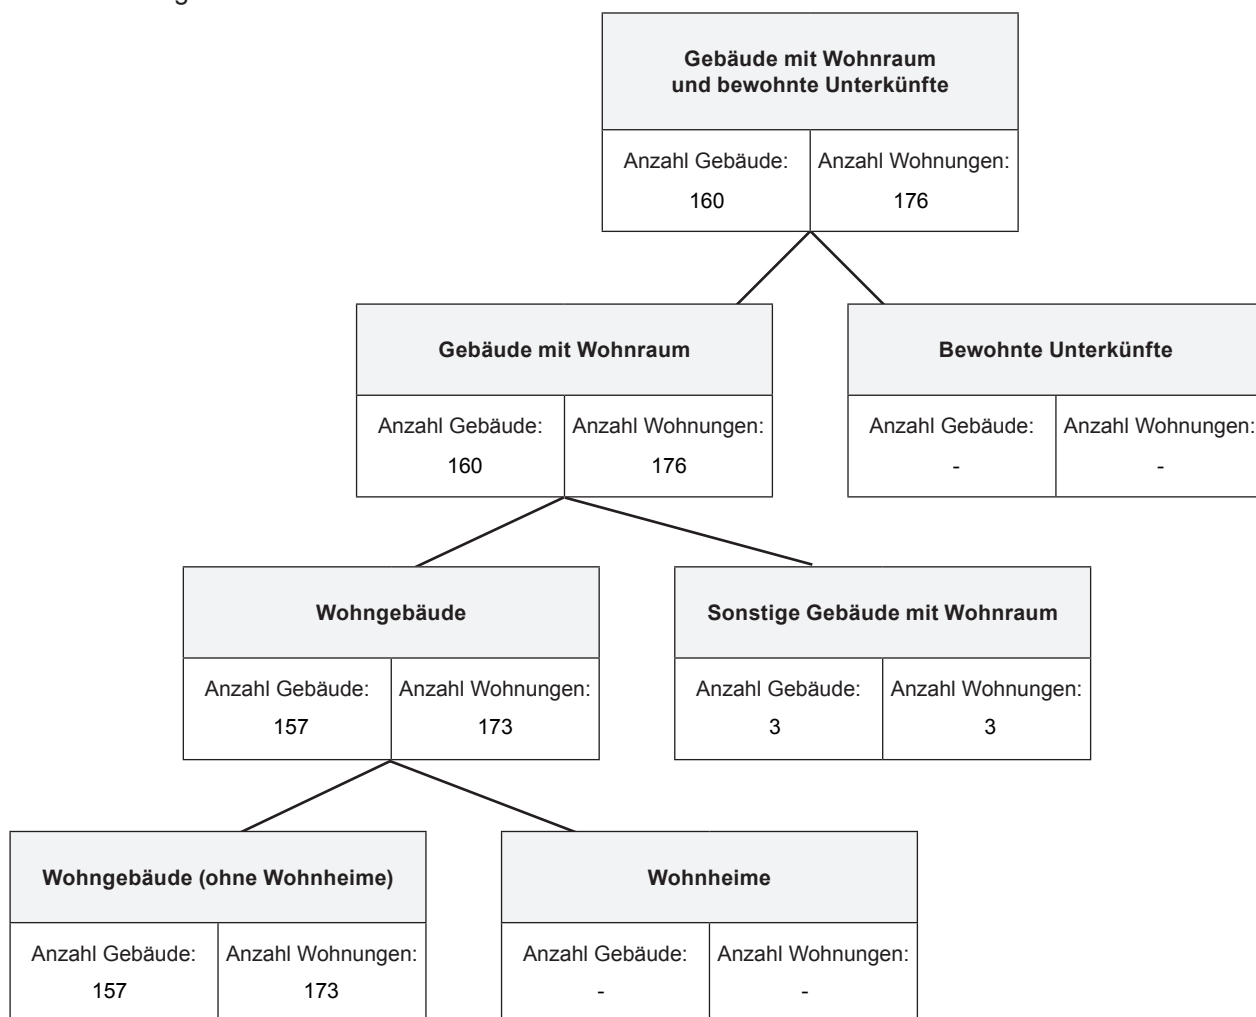 Gebäude mit Wohnraum
und bewohnte Unterkünfte
Anzahl Gebäude: Anzahl Wohnungen:
160 176
Gebäude mit Wohnraum Bewohnte Unterkünfte
Anzahl Gebäude: Anzahl Wohnungen: Anzahl Gebäude: Anzahl Wohnungen:
160 176 - -
Wohngebäude Sonstige Gebäude mit Wohnraum
Anzahl Gebäude: Anzahl Wohnungen: Anzahl Gebäude: Anzahl Wohnungen:
157 173 3 3
Wohngebäude (ohne Wohnheime) Wohnheime
Anzahl Gebäude: Anzahl Wohnungen: Anzahl Gebäude: Anzahl Wohnungen:
157 173 - -